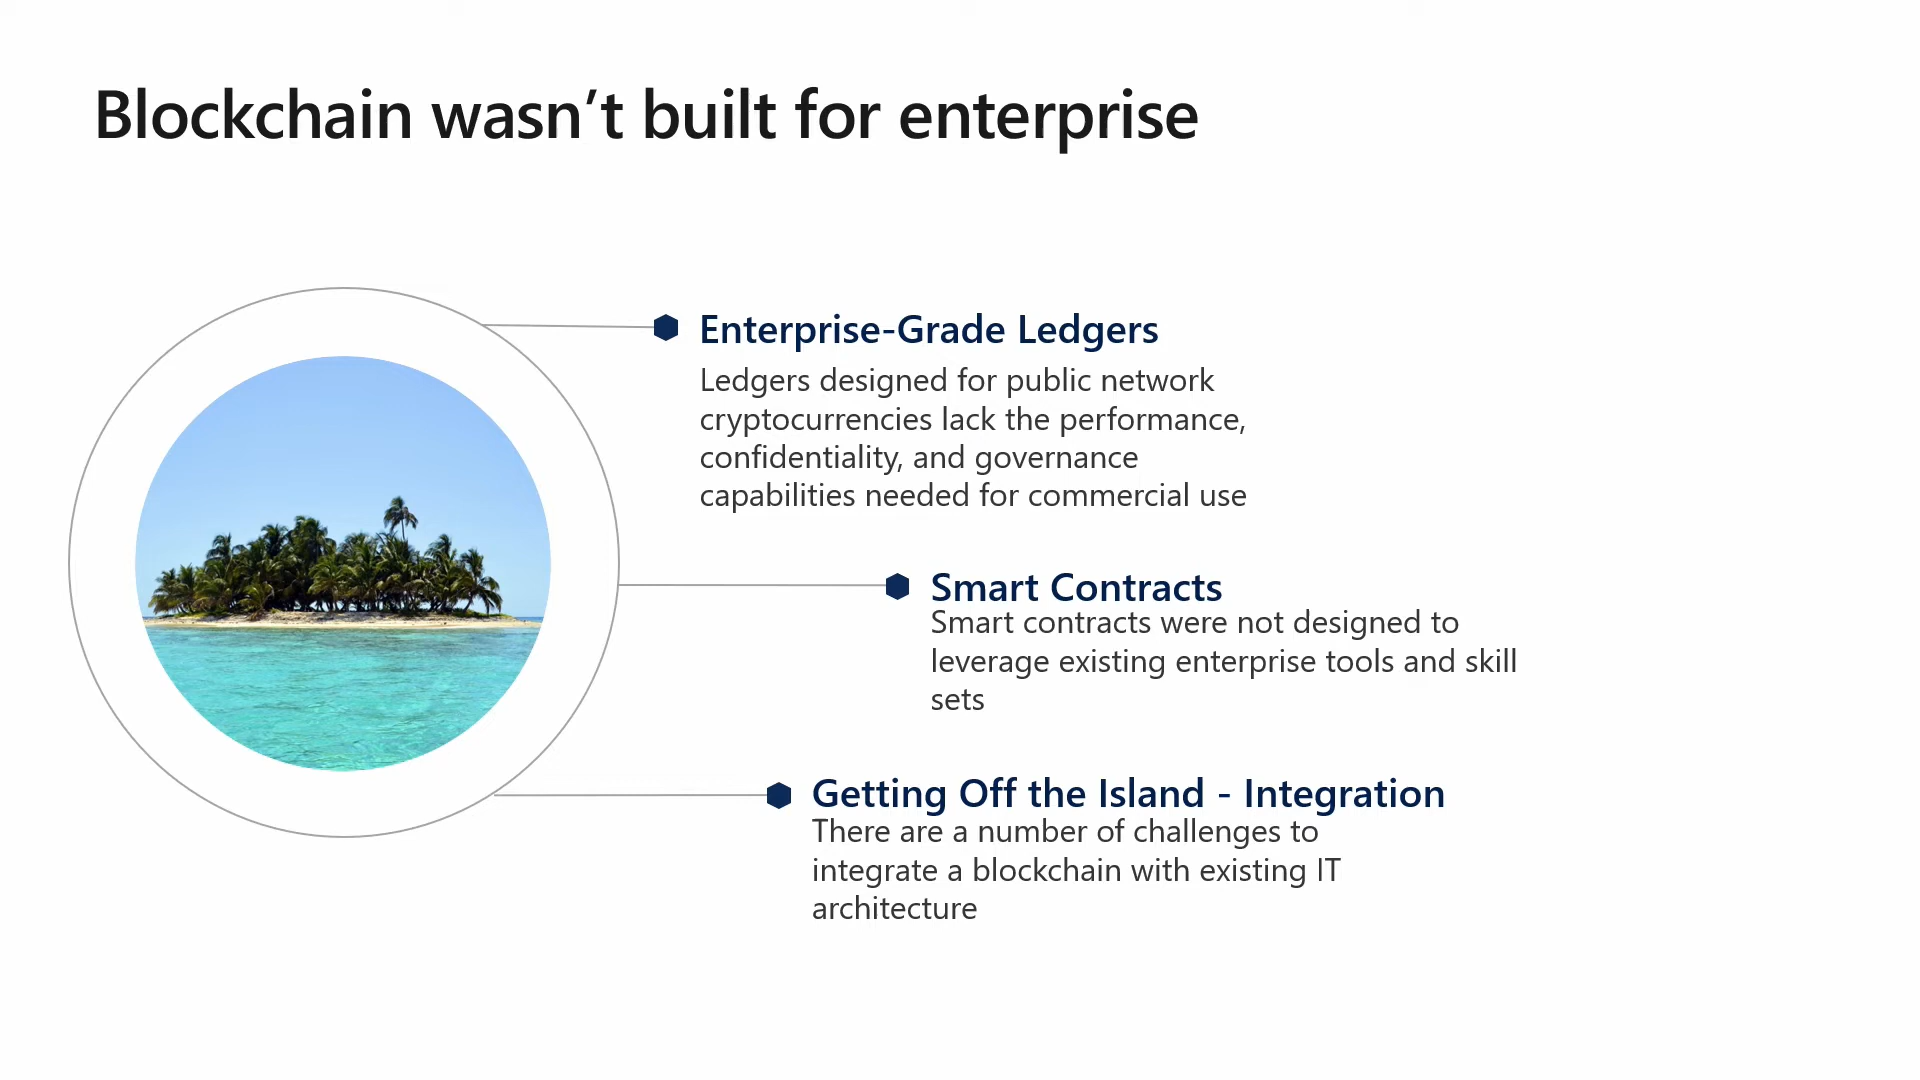 Blockchain wasn’t built for enterprise
Enterprise-Grade Ledgers
Ledgers designed for public network
cryptocurrencies lack the performance,
confidentiality, and governance
capabilities needed for commercial use
Smart Contracts
Smart contracts were not designed to
leverage existing enterprise tools and skill
sets
Getting Off the Island - Integration
There are a number of challenges to
integrate a blockchain with existing IT
architecture